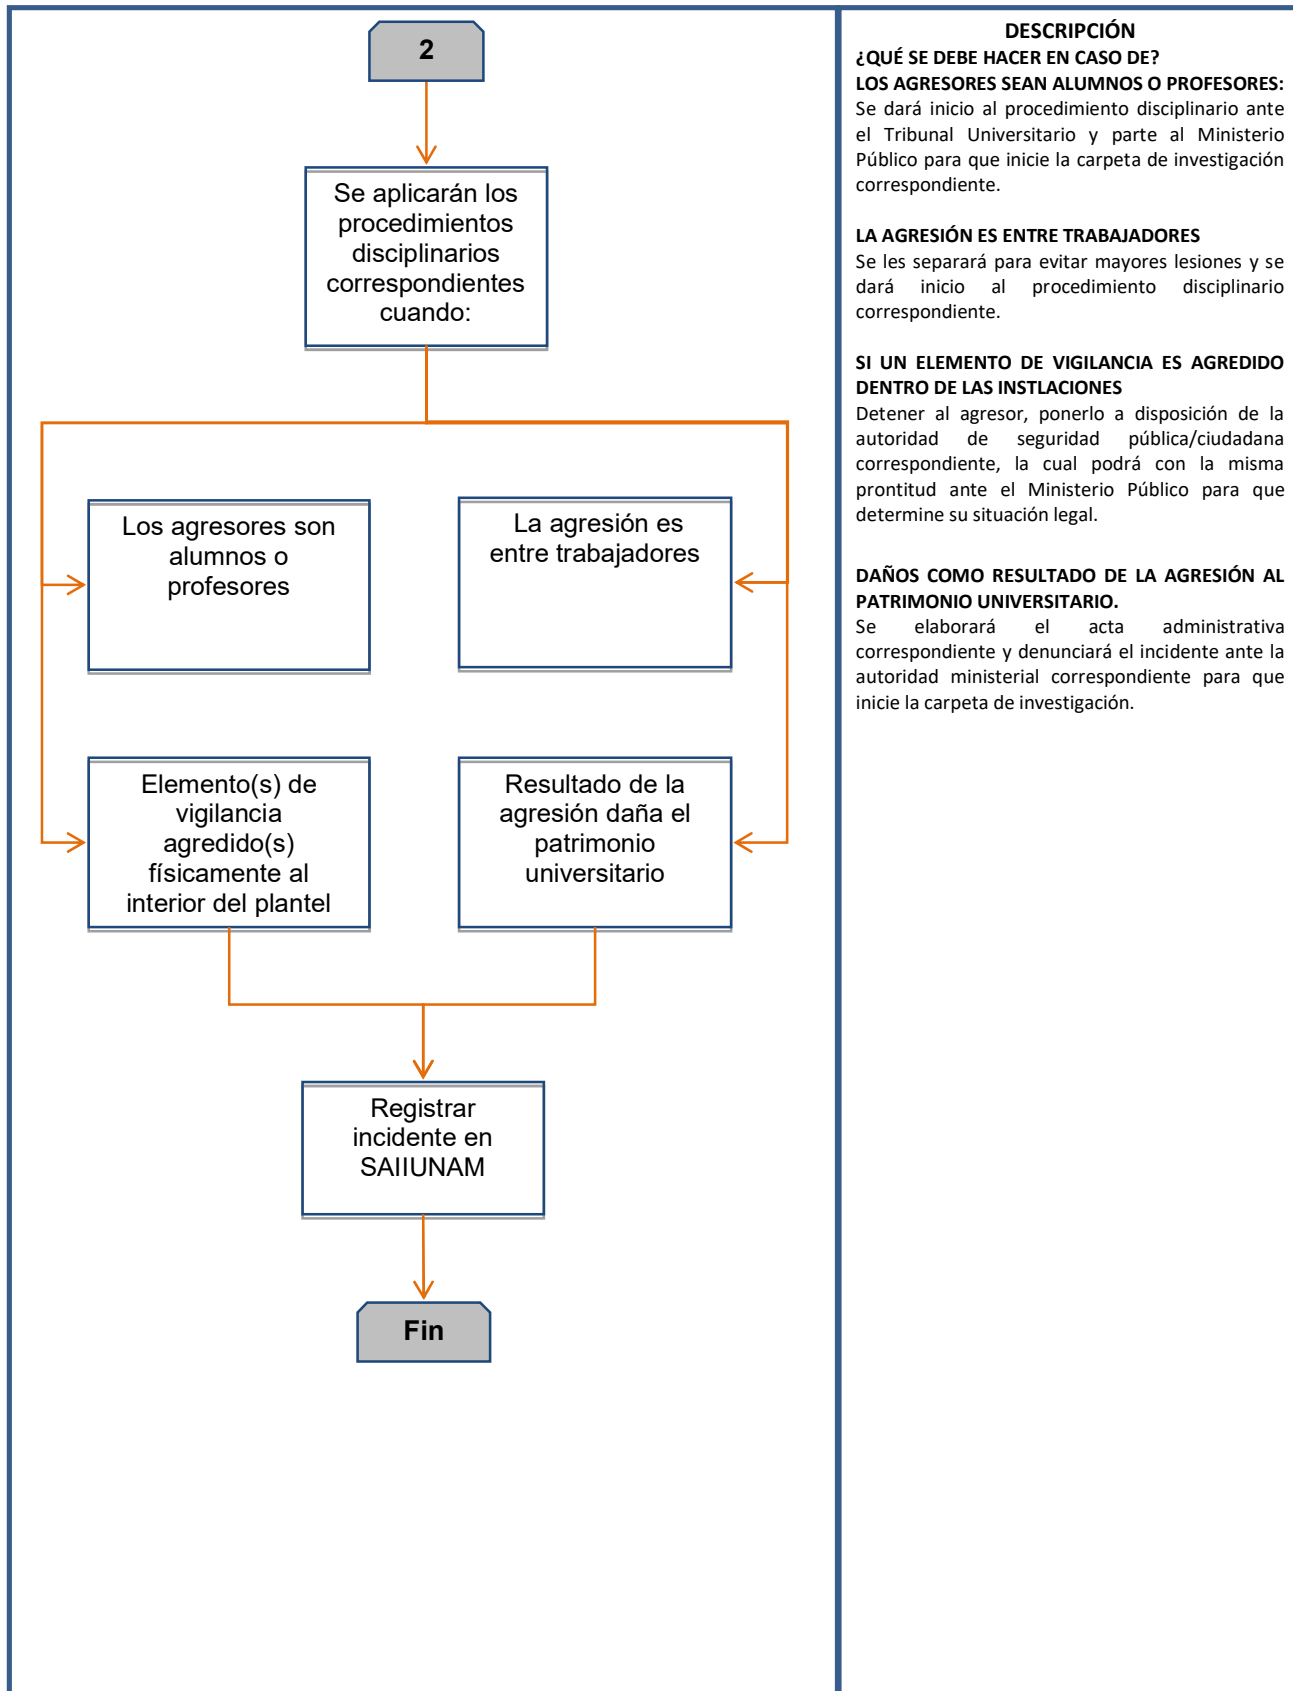 2
Se aplicarán los
procedimientos
disciplinarios
correspondientes
cuando:
Los agresores son
alumnos o
profesores
La agresión es
entre trabajadores
Elemento(s) de
vigilancia
agredido(s)
físicamente al
interior del plantel
Resultado de la
agresión daña el
patrimonio
universitario
Registrar
incidente en
SAIIUNAM
Fin
DESCRIPCIÓN
¿QUÉ SE DEBE HACER EN CASO DE?
LOS AGRESORES SEAN ALUMNOS O PROFESORES:
Se dará inicio al procedimiento disciplinario ante
el Tribunal Universitario y parte al Ministerio
Público para que inicie la carpeta de investigación
correspondiente.
LA AGRESIÓN ES ENTRE TRABAJADORES
Se les separará para evitar mayores lesiones y se
dará inicio al procedimiento disciplinario
correspondiente.
SI UN ELEMENTO DE VIGILANCIA ES AGREDIDO
DENTRO DE LAS INSTLACIONES
Detener al agresor, ponerlo a disposición de la
autoridad de seguridad pública/ciudadana
correspondiente, la cual podrá con la misma
prontitud ante el Ministerio Público para que
determine su situación legal.
DAÑOS COMO RESULTADO DE LA AGRESIÓN AL
PATRIMONIO UNIVERSITARIO.
Se elaborará el acta administrativa
correspondiente y denunciará el incidente ante la
autoridad ministerial correspondiente para que
inicie la carpeta de investigación.